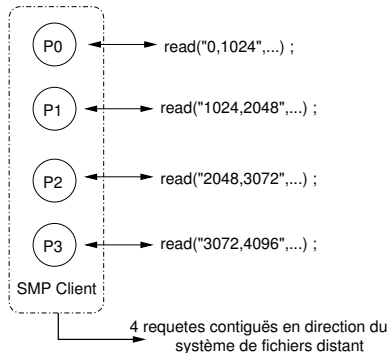 P0 read("0,1024",...) ;
P1 read("1024,2048",...) ;
P2 read("2048,3072",...) ;
P3 read("3072,4096",...) ;
SMP Client
4 requetes contiguës en direction du
système de fichiers distant